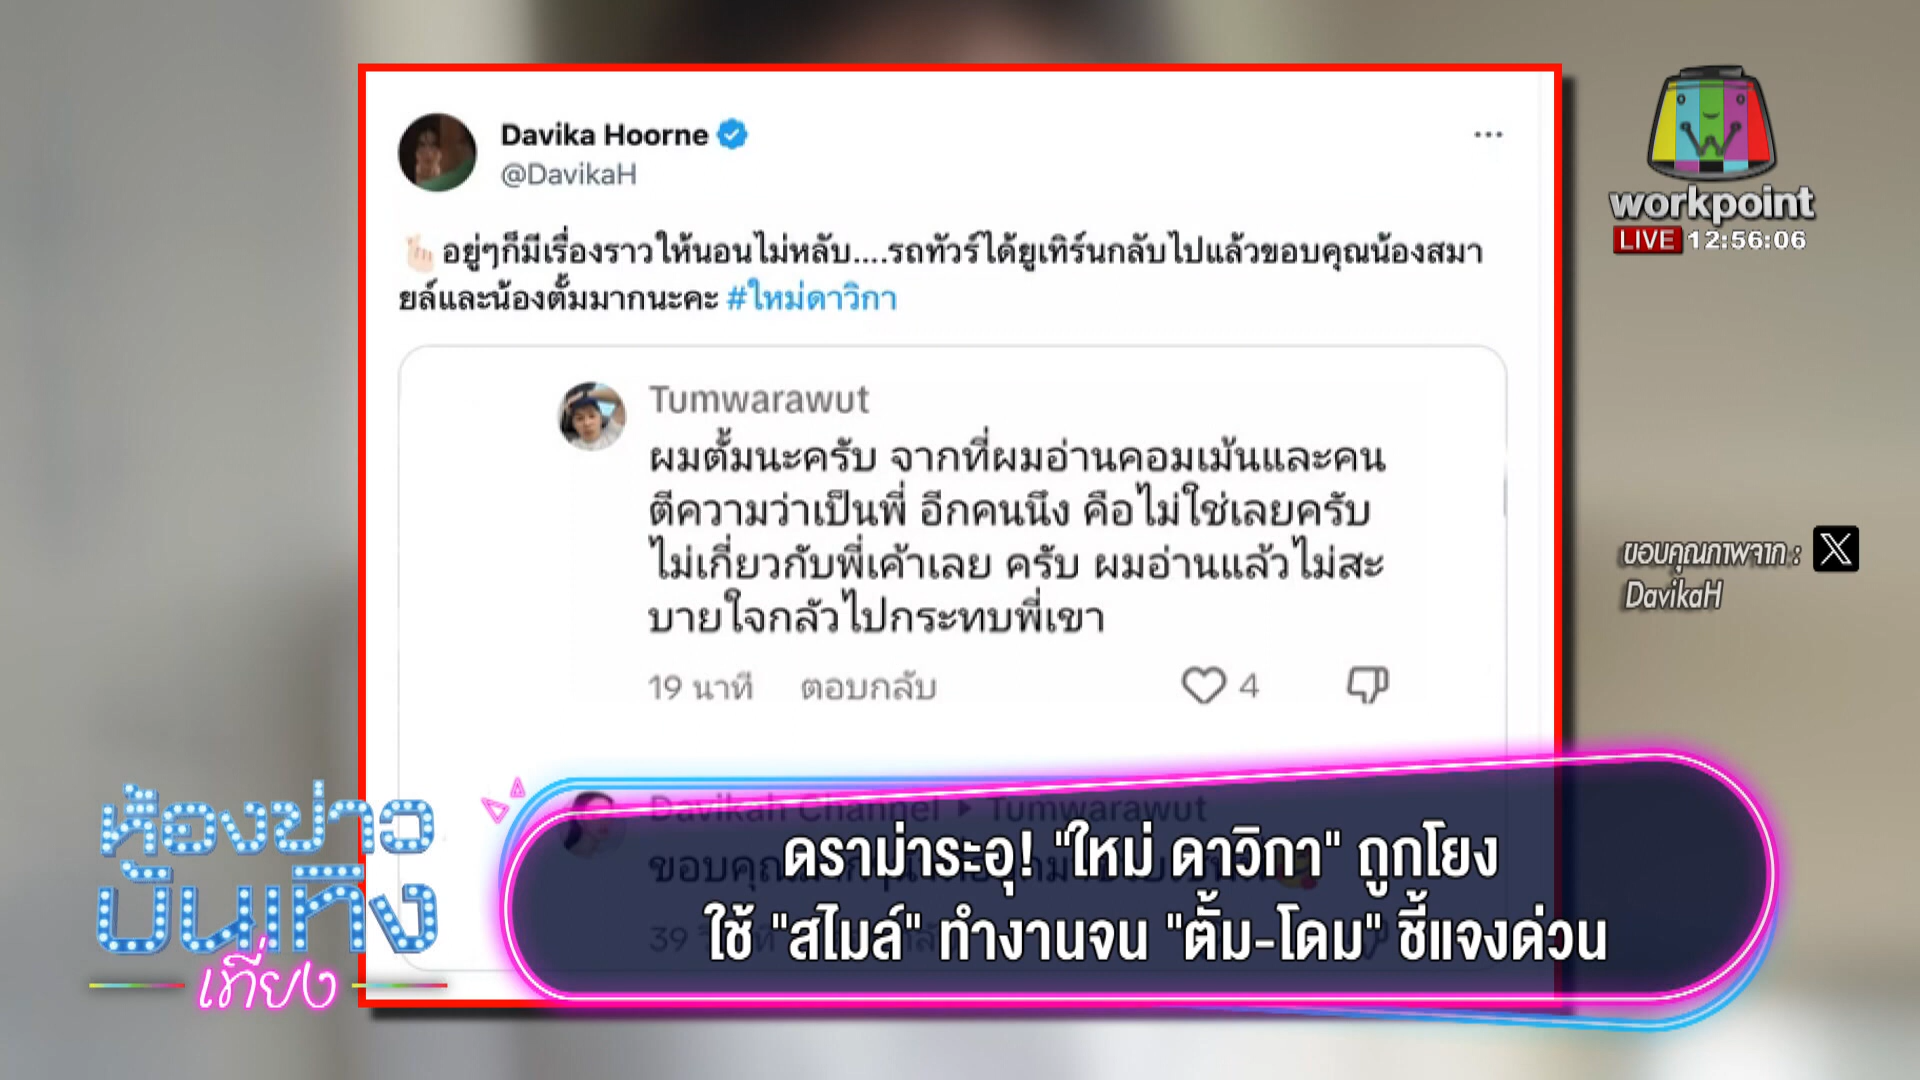 Davika Hoorne
@DavikaH
อยู่ๆก็มีเรื่องราวให้นอนไม่หลับ....รถทัวร์ได้ยูเทิร์นกลับไปแล้วขอบคุณน้องสมา
ยล์และน้องตั้มมากนะคะ #ใหม่ดาวิกา
Tumwarawut
ผมตั้มนะครับ จากที่ผมอ่านคอมเม้นและคน
ตีความว่าเป็นพี่ อีกคนนึง คือไม่ใช่เลยครับ
ไม่เกี่ยวกับพี่เค้าเลย ครับ ผมอ่านแล้วไม่สะ
บายใจกลัวไปกระทบพี่เขา
19 นาที ตอบกลับ 4
Davikah Channel Tumwarawut
ขอบคุณ
39
workpoint
LIVE 12:56:06
ขอบคุณภาพจาก : X
DavikaH
ห้องข่าว
บันเทิง
เที่ยง
ดราม่าระอุ! "ใหม่ ดาวิกา" ถูกโยง
ใช้ "สไมล์" ทำงานจน "ตั้ม-โดม" ชี้แจงด่วน